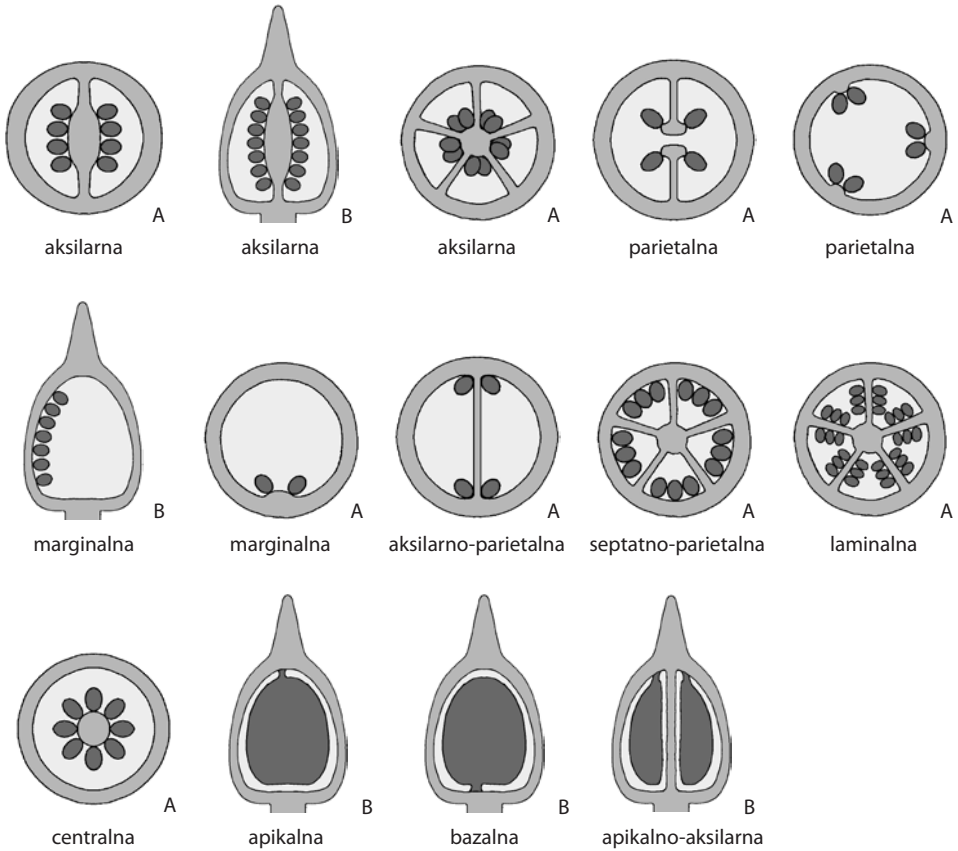 A B A A A
aksilarna aksilarna aksilarna parietalna parietalna
B A A A A
marginalna marginalna aksilarno-parietalna septatno-parietalna laminalna
A B B B
centralna apikalna bazalna apikalno-aksilarna